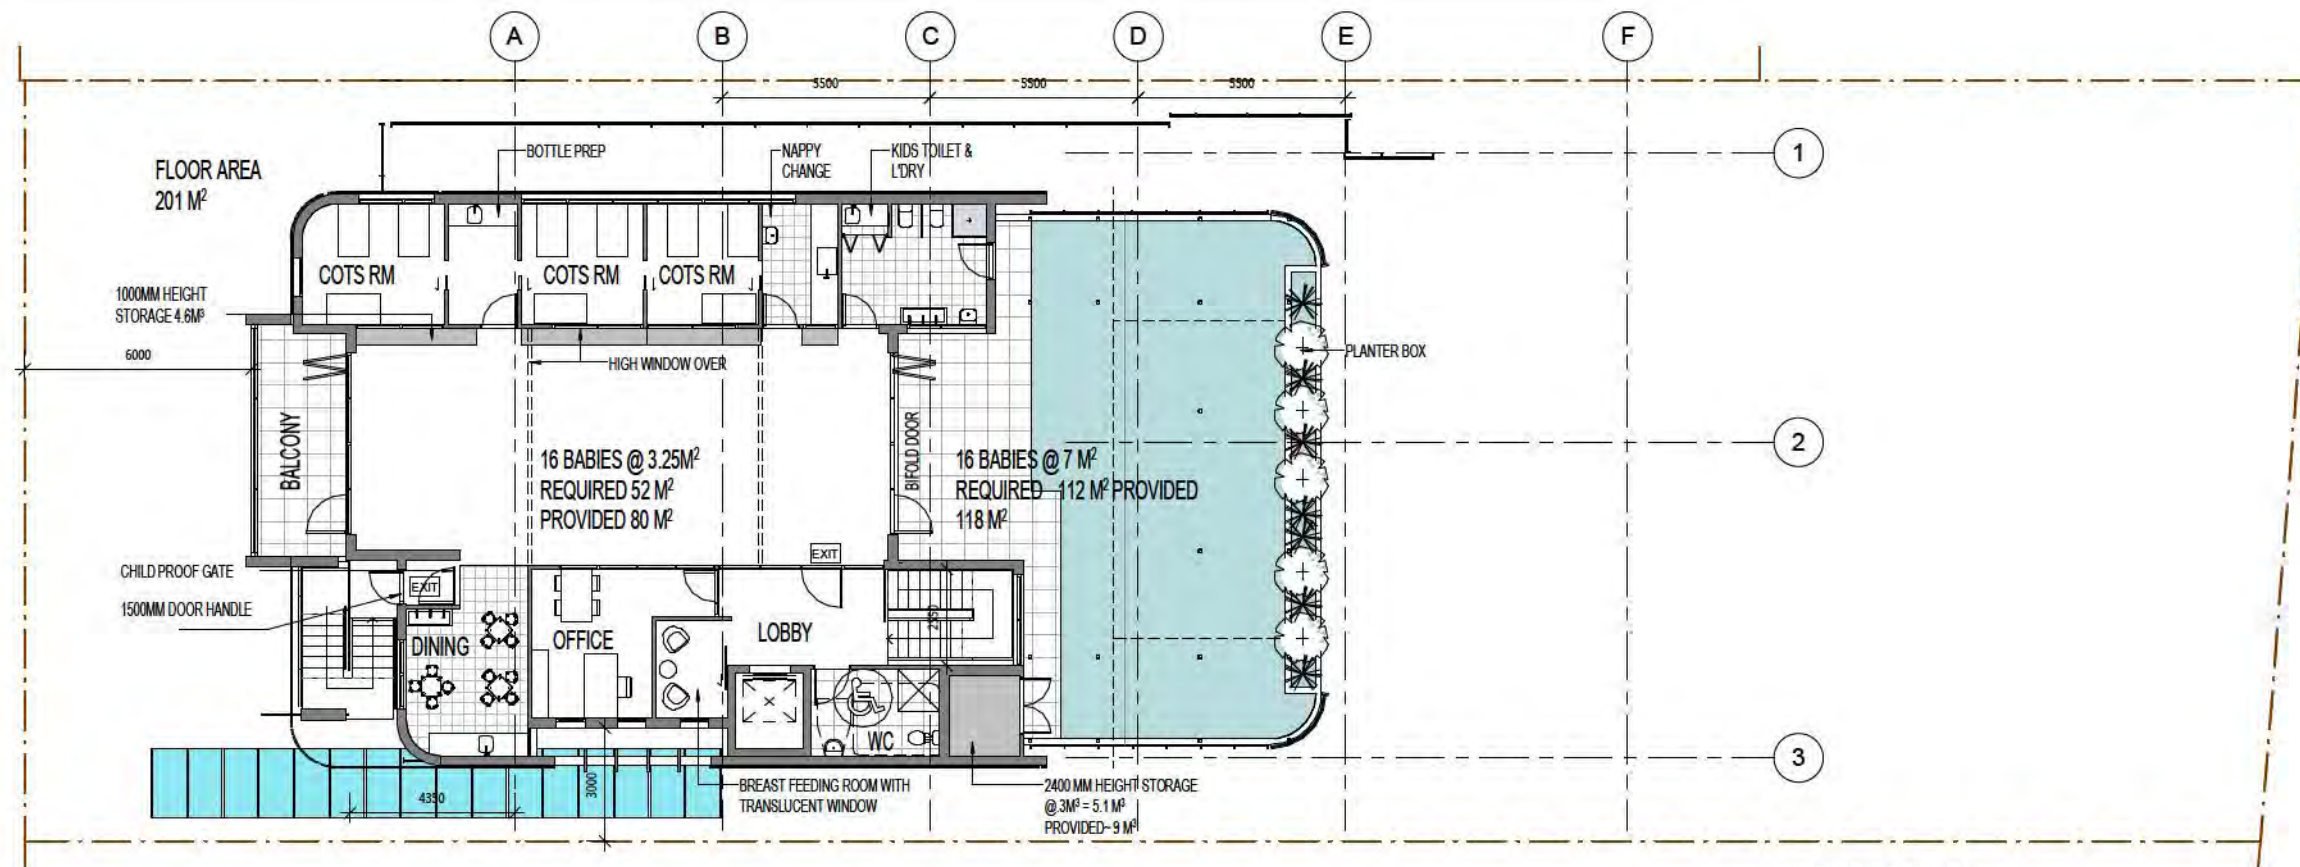 A
B
C
D
E
F
5500
5500
5500
1
BOTTLE PREP
NAPPY
CHANGE
KIDS TOILET &
L'DRY
FLOOR AREA
201 M²
COTS RM
COTS RM
COTS RM
1000MM HEIGHT
STORAGE 4.6M³
6000
HIGH WINDOW OVER
PLANTER BOX
BALCONY
BIFOLD DOOR
2
16 BABIES @ 3.25M²
REQUIRED 52 M²
PROVIDED 80 M²
16 BABIES @ 7 M²
REQUIRED 112 M² PROVIDED
118 M²
EXIT
CHILD PROOF GATE
EXIT
1500MM DOOR HANDLE
DINING
OFFICE
LOBBY
WC
3
4350
3000
BREAST FEEDING ROOM WITH
TRANSLUCENT WINDOW
2400 MM HEIGHT STORAGE
@.3M³ = 5.1 M³
PROVIDED~ 9 M³